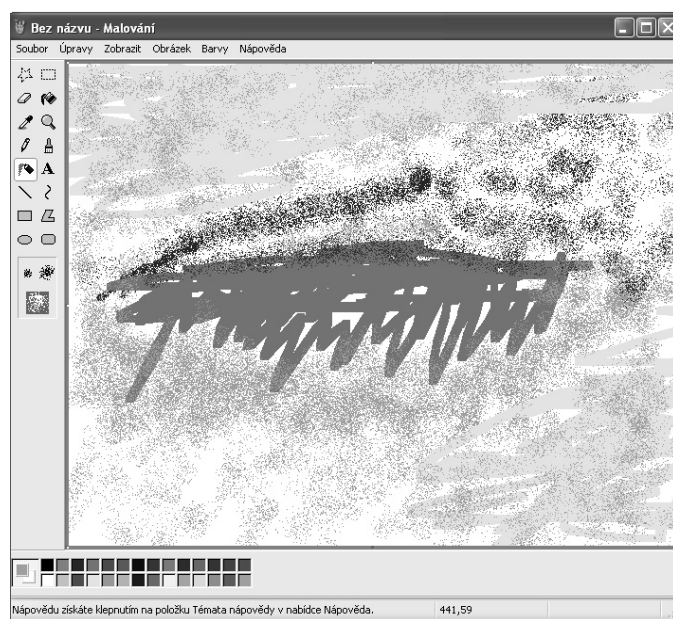 Bez názvu - Malování
Soubor Úpravy Zobrazit Obrázek Barvy Nápověda
A
Nápovědu získáte klepnutím na položku Témata nápovědy v nabídce Nápověda. 441,59